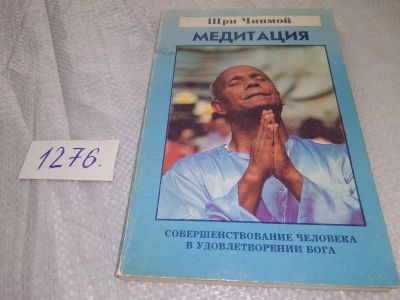 Шри Чинмой
МЕДИТАЦИЯ
1276.
СОВЕРШЕНСТВОВАНИЕ ЧЕЛОВЕКА
В УДОВЛЕТВОРЕНИИ БОГА